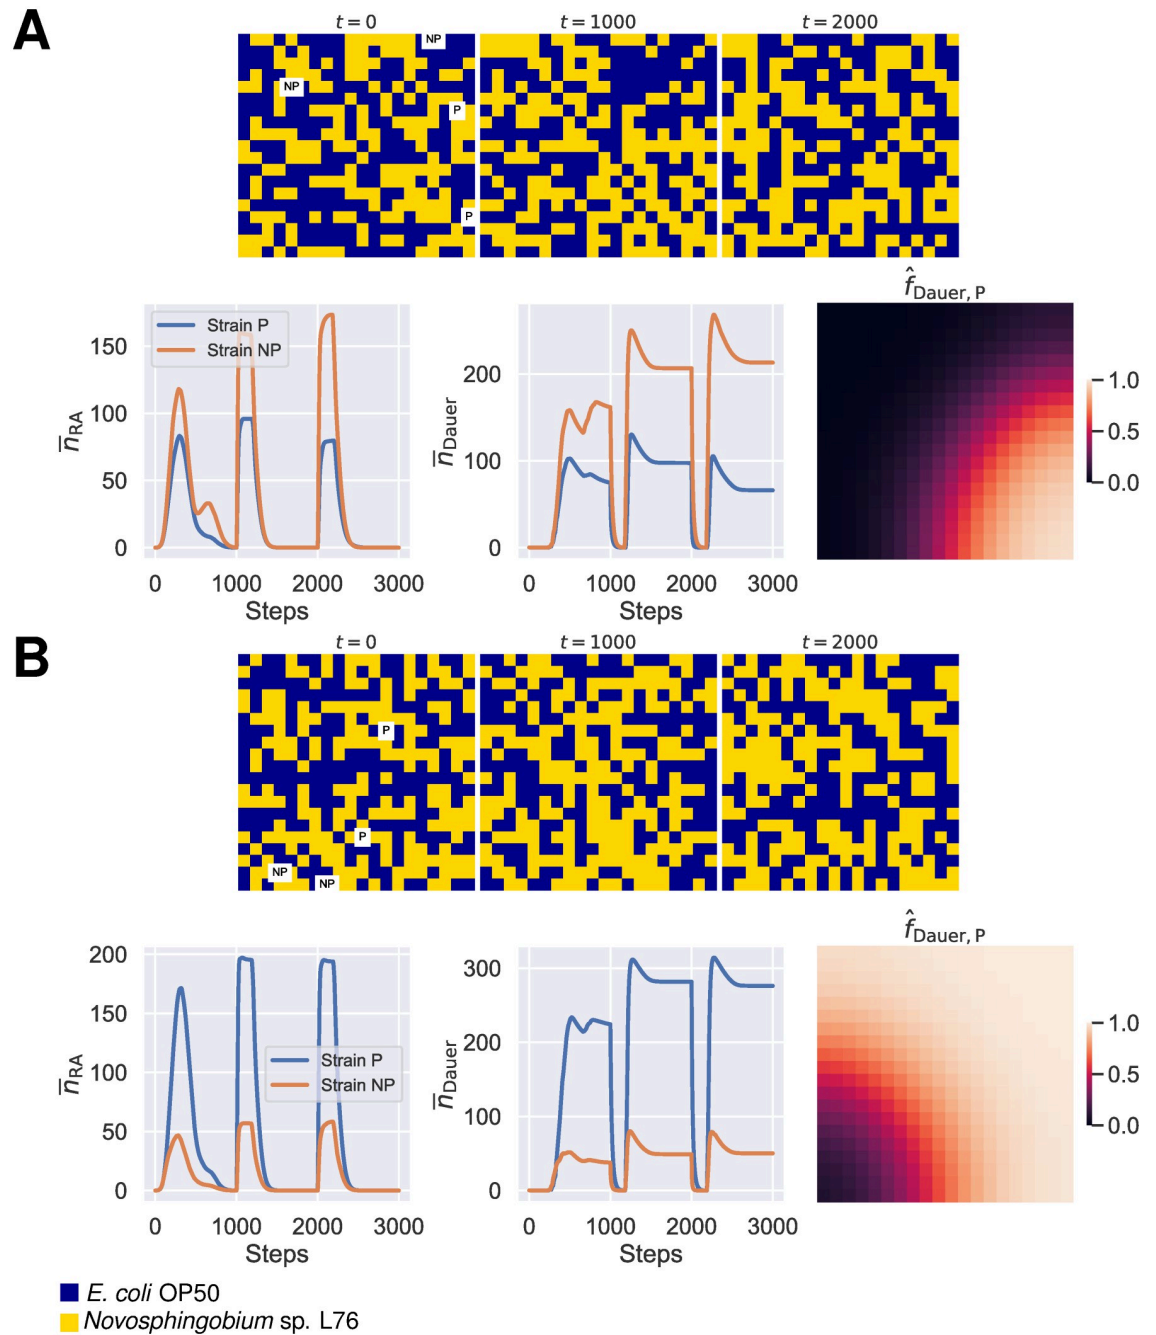 A
t = 0 t = 1000 t = 2000
NP
NP
P
P
f̂Dauer, P
Strain P
Strain NP
150
100
50
0
n̅RA
0 1000 2000 3000
Steps
200
100
0
n̅Dauer
0 1000 2000 3000
Steps
1.0
0.5
0.0
B
t = 0 t = 1000 t = 2000
P
P
NP
NP
f̂Dauer, P
200
150
100
50
0
n̅RA
Strain P
Strain NP
0 1000 2000 3000
Steps
300
200
100
0
n̅Dauer
0 1000 2000 3000
Steps
1.0
0.5
0.0
E. coli OP50
Novosphingobium sp. L76